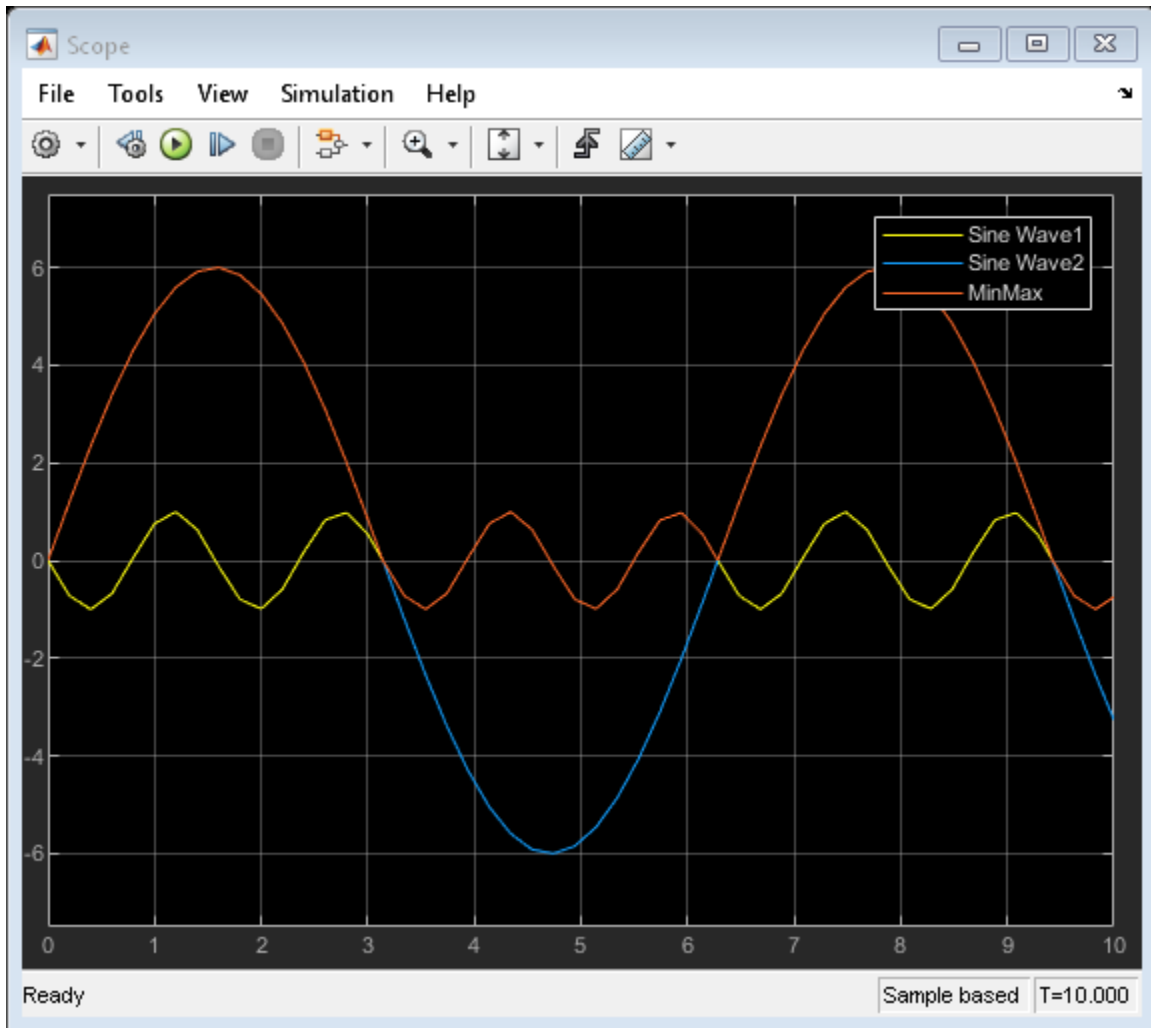 Scope
File Tools View Simulation Help
Sine Wave1
Sine Wave2
MinMax
6
4
2
0
-2
-4
-6
0 1 2 3 4 5 6 7 8 9 10
Ready Sample based T=10.000